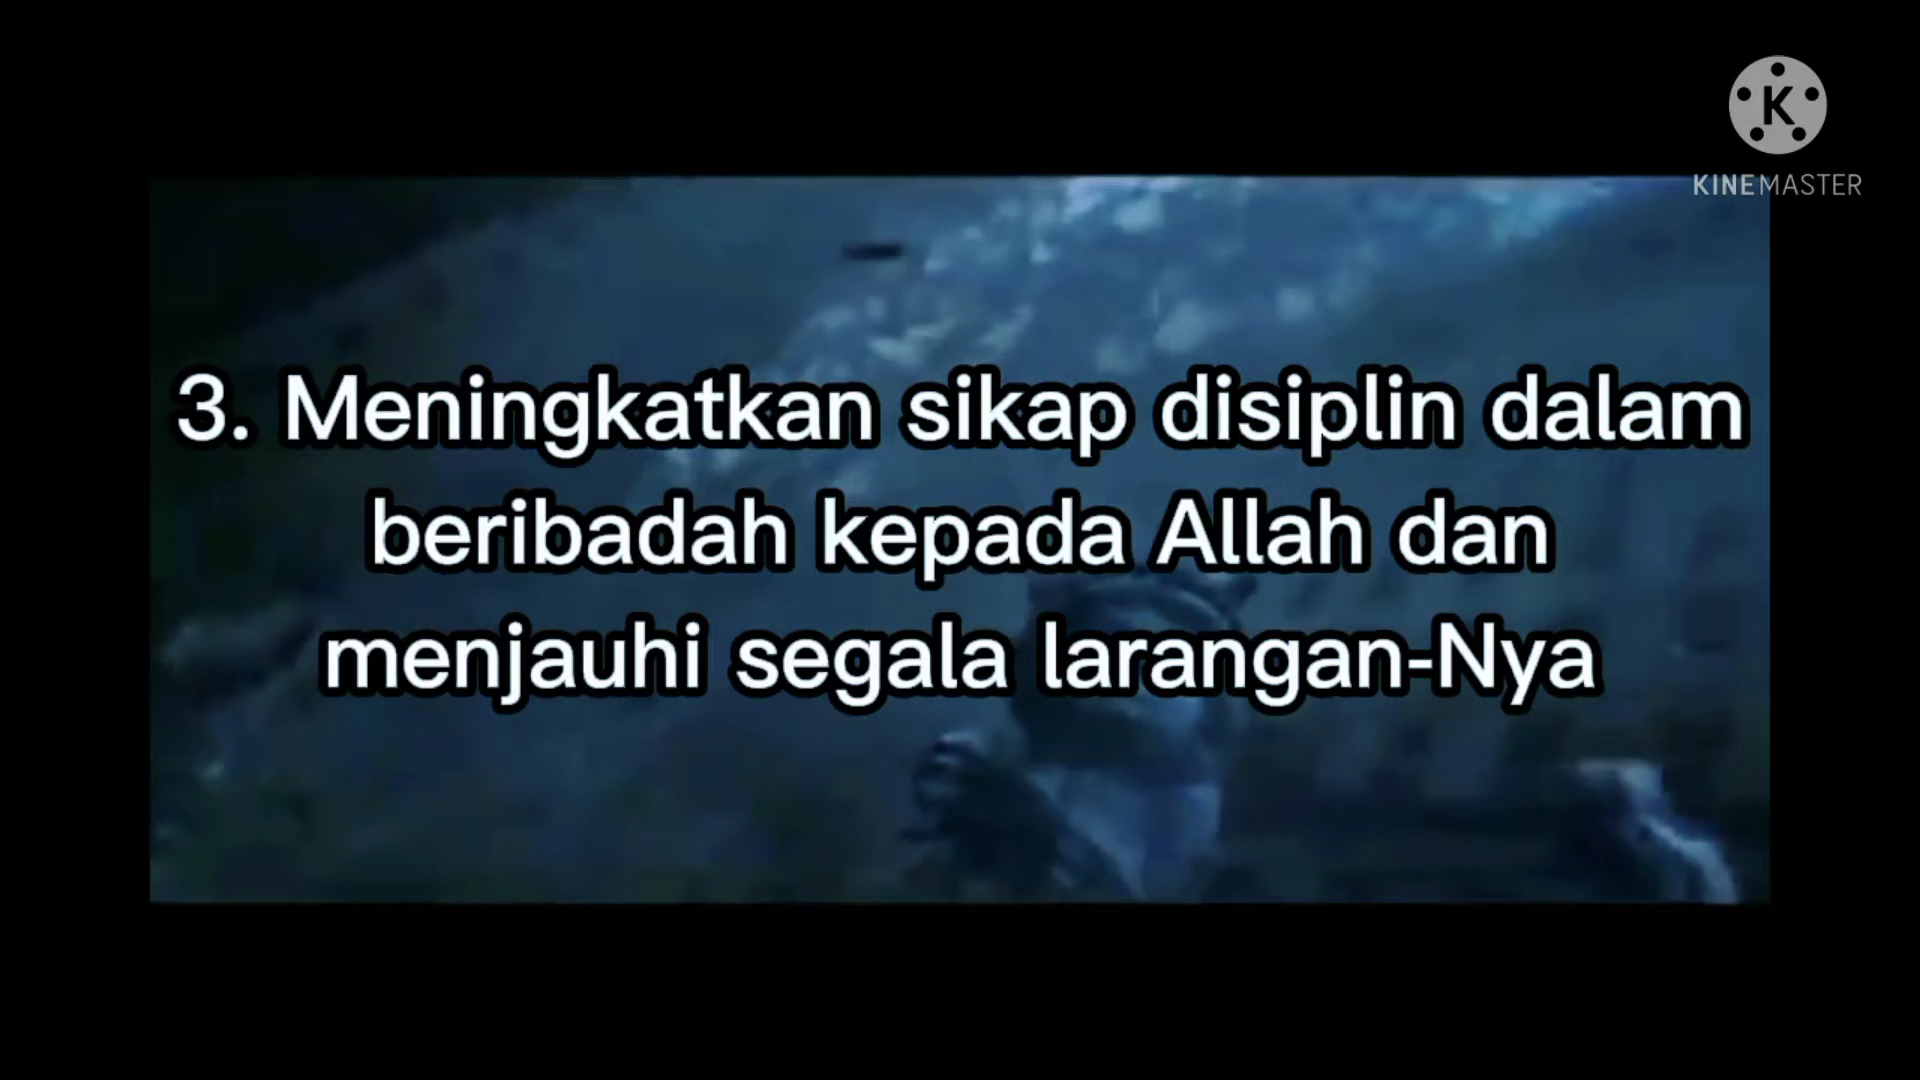 K
KINEMASTER
3. Meningkatkan sikap disiplin dalam
beribadah kepada Allah dan
menjauhi segala larangan-Nya